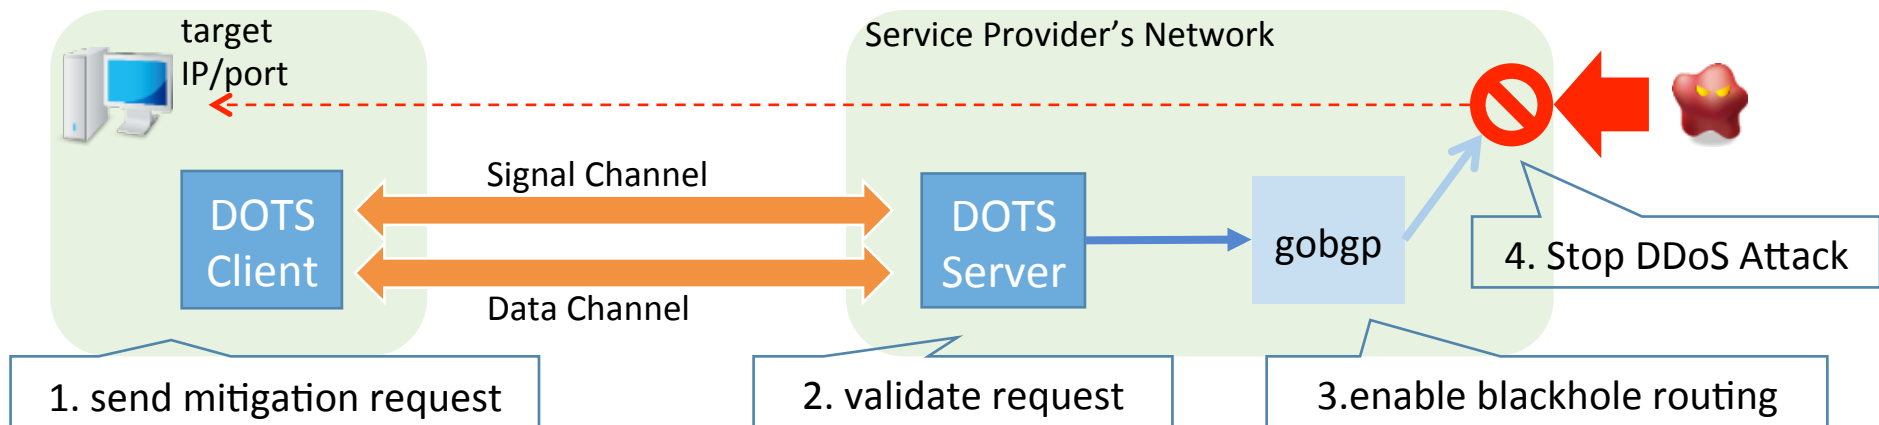 target
IP/port
Service Provider's Network
Signal Channel
DOTS
Client
DOTS
Server
gobgp
4. Stop DDoS Attack
Data Channel
1. send mitigation request
2. validate request
3.enable blackhole routing